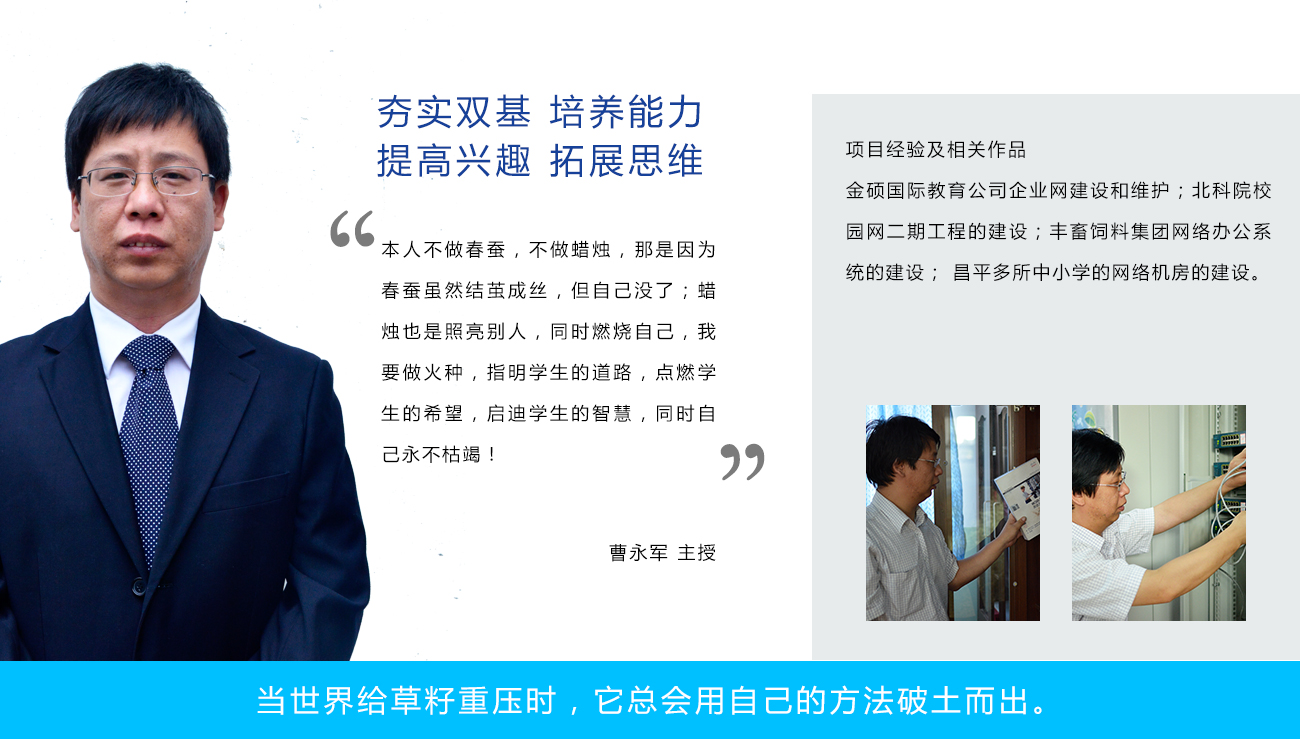 夯实双基 培养能力
提高兴趣 拓展思维
“
本人不做春蚕，不做蜡烛，那是因为
春蚕虽然结茧成丝，但自己没了；蜡
烛也是照亮别人，同时燃烧自己，我
要做火种，指明学生的道路，点燃学
生的希望，启迪学生的智慧，同时自
己永不枯竭！
”
曹永军 主授
项目经验及相关作品
金硕国际教育公司企业网建设和维护；北科院校
园网二期工程的建设；丰畜饲料集团网络办公系
统的建设； 昌平多所中小学的网络机房的建设。
当世界给草籽重压时，它总会用自己的方法破土而出。